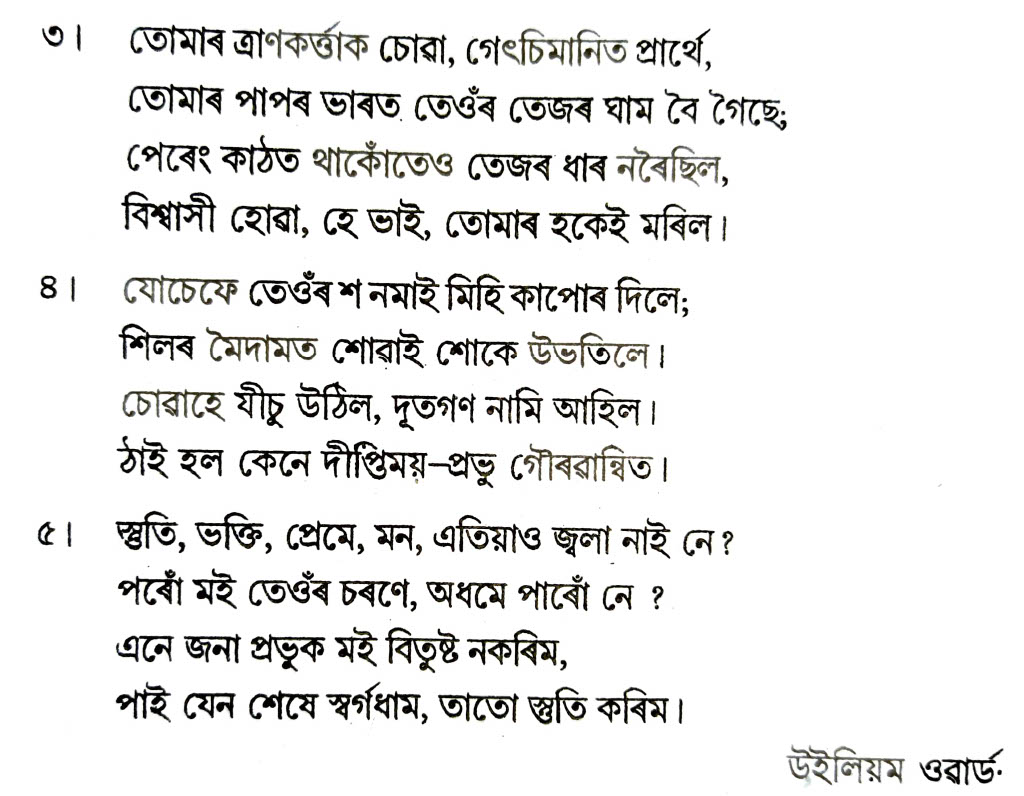 ৩। তোমাৰ ত্ৰাণকৰ্ত্তাক চোৱা, গেৎচিমানিত প্ৰাৰ্থে,
তোমাৰ পাপৰ ভাৰত তেওঁৰ তেজৰ ঘাম বৈ গৈছে;
পেৰেং কাঠত থাকোঁতেও তেজৰ ধাৰ নৰৈছিল,
বিশ্বাসী হোৱা, হে ভাই, তোমাৰ হকেই মৰিল।
৪। যোচেফে তেওঁৰ শ নমাই মিহি কাপোৰ দিলে;
শিলৰ মৈদামত শোৱাই শোকে উভতিলে।
চোৱাহে যীচু উঠিল, দূতগণ নামি আহিল।
ঠাই হল কেনে দীপ্তিময়–প্ৰভু গৌৰৱান্বিত।
৫। স্তুতি, ভক্তি, প্ৰেমে, মন, এতিয়াও জ্বলা নাই নে?
পৰোঁ মই তেওঁৰ চৰণে, অধমে পাৰোঁ নে ?
এনে জনা প্ৰভুক মই বিতুষ্ট নকৰিম,
পাই যেন শেষে স্বৰ্গধাম, তাতো স্তুতি কৰিম।
উইলিয়ম ওৱাৰ্ড.